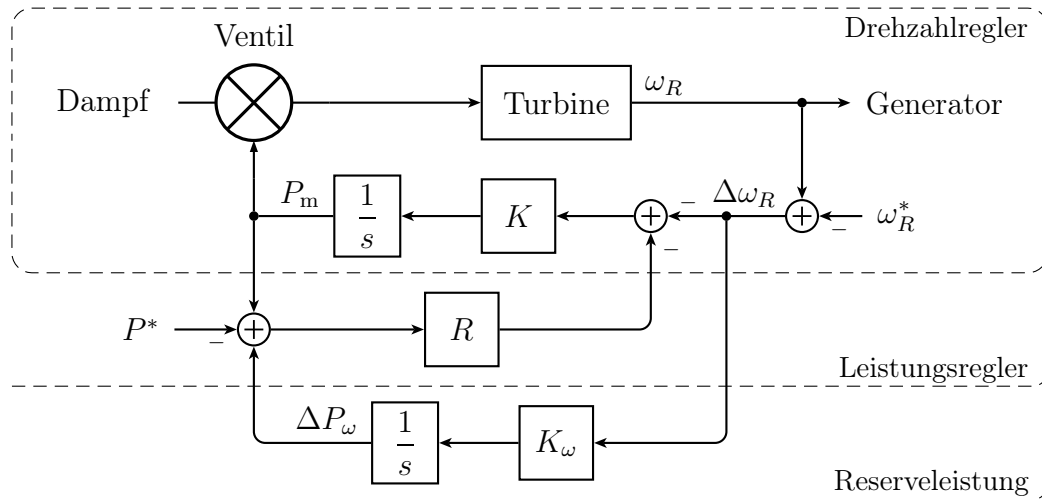 Drehzahlregler
Ventil
Dampf
Turbine
ω_R
Generator
P_m
1/s
K
+
−
−
Δω_R
+
−
ω_R^*
P^*
−
+
R
Leistungsregler
ΔP_ω
1/s
K_ω
Reserveleistung